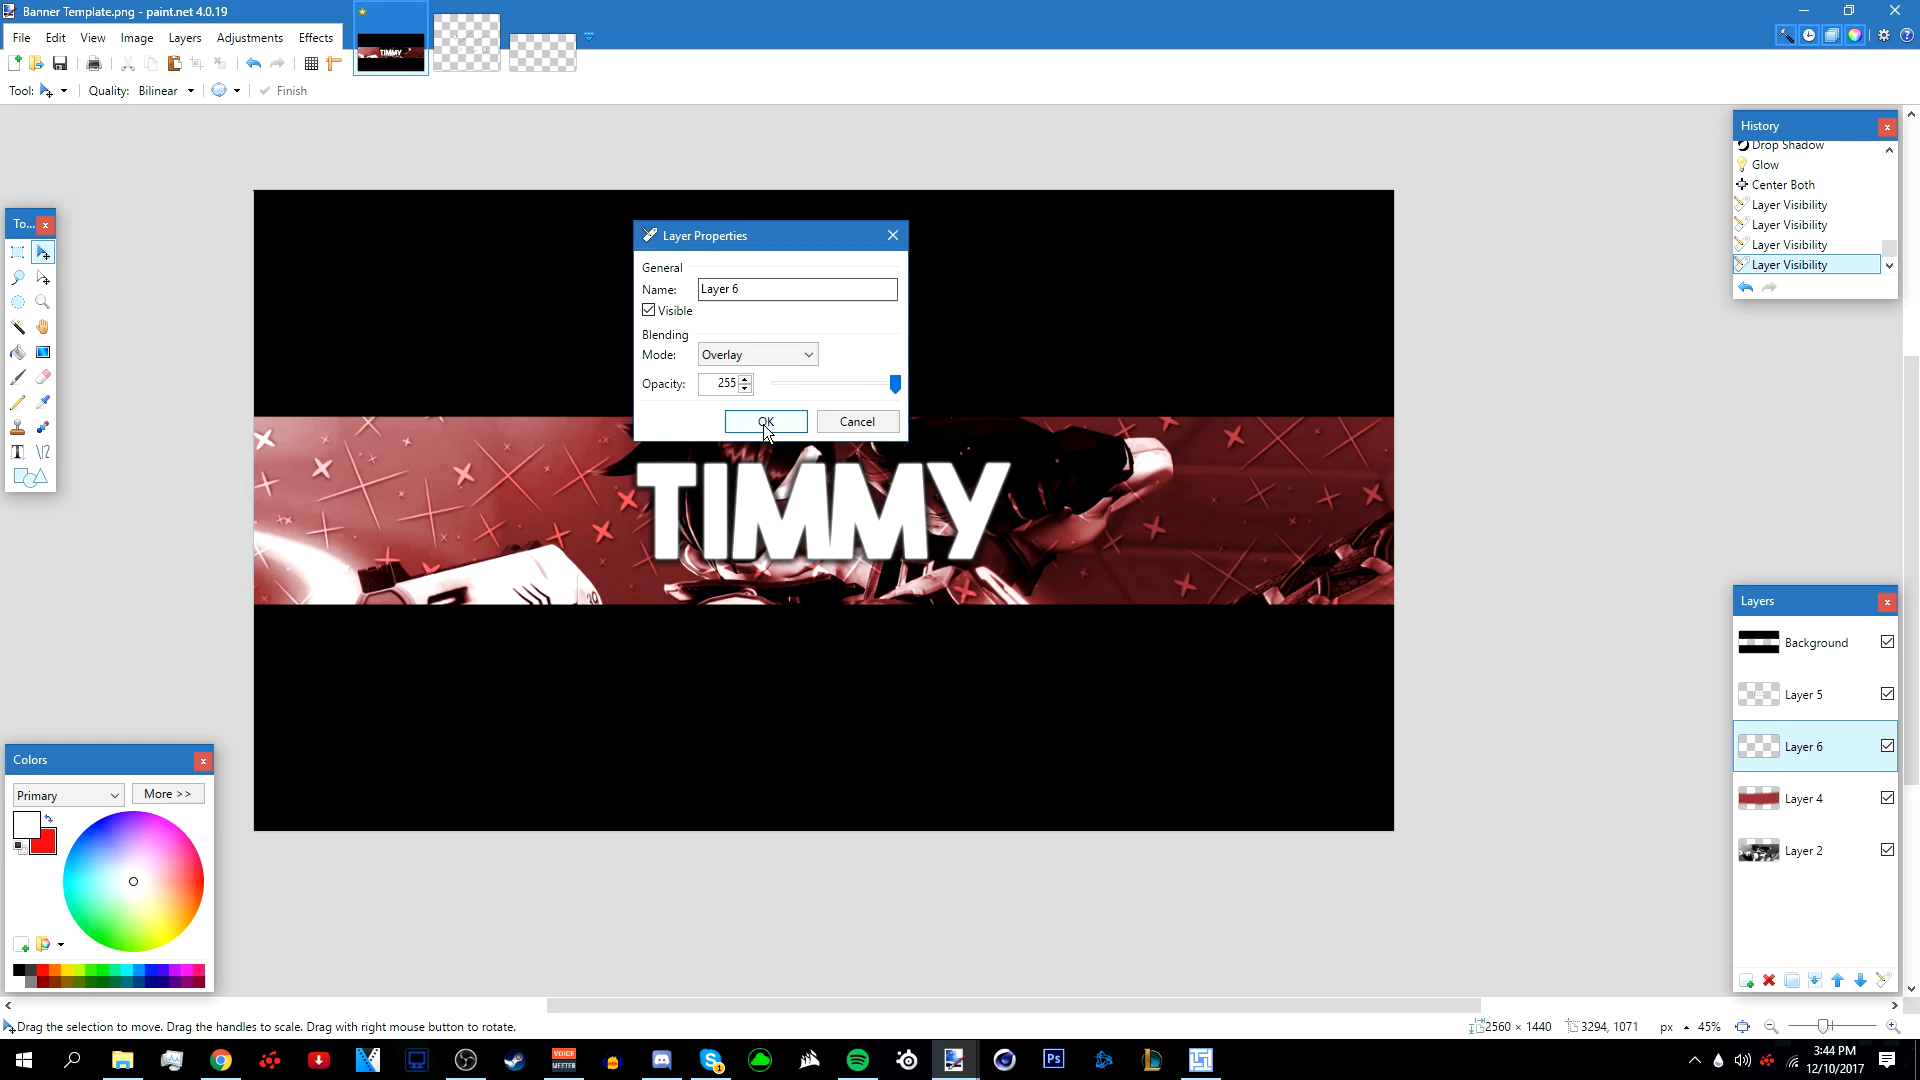 Banner Template.png - paint.net 4.0.19
File Edit View Image Layers Adjustments Effects
Tool: Quality: Bilinear Finish
To...
Layer Properties
General
Name: Layer 6
Visible
Blending
Mode: Overlay
Opacity: 255
OK Cancel
TIMMY
History
Drop Shadow
Glow
Center Both
Layer Visibility
Layer Visibility
Layer Visibility
Layer Visibility
Layers
Background
Layer 5
Layer 6
Layer 4
Layer 2
Colors
Primary More >>
Drag the selection to move. Drag the handles to scale. Drag with right mouse button to rotate.
2560 × 1440 3294, 1071 px 45%
VOICE
MEETER
Ps
1
3:44 PM
12/10/2017